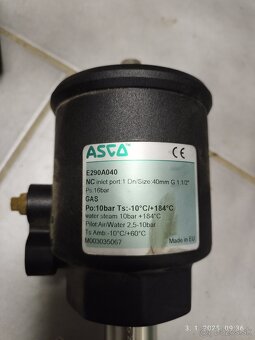 ASCO
CE
E290A040
NC inlet port:1 Dn/Size:40mm G 1.1/2"
Ps:16bar
GAS
Po:10bar Ts:-10°C/+184°C
water steam 10bar +184°C
Pilot Air/Water 2,5-10bar
Ts Amb:-10°C/+60°C
M003035067
Made in EU
3. 1. 2025 09:36